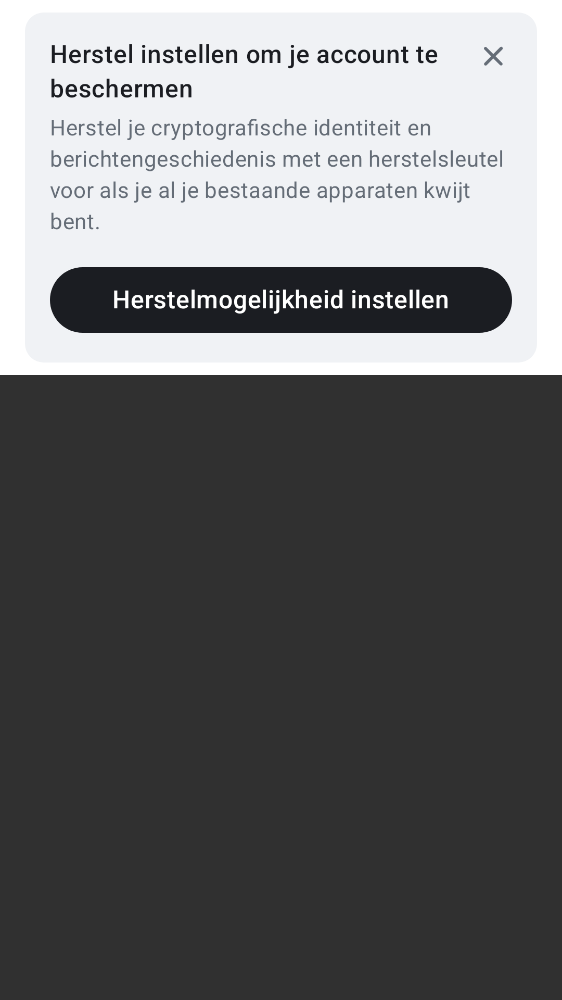 Herstel instellen om je account te
beschermen
Herstel je cryptografische identiteit en
berichtengeschiedenis met een herstelsleutel
voor als je al je bestaande apparaten kwijt
bent.
Herstelmogelijkheid instellen